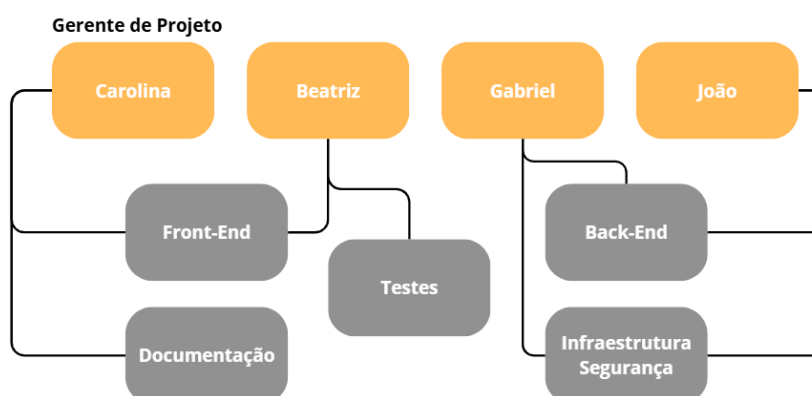 Gerente de Projeto
Carolina
Beatriz
Gabriel
João
Front-End
Back-End
Testes
Documentação
Infraestrutura
Segurança